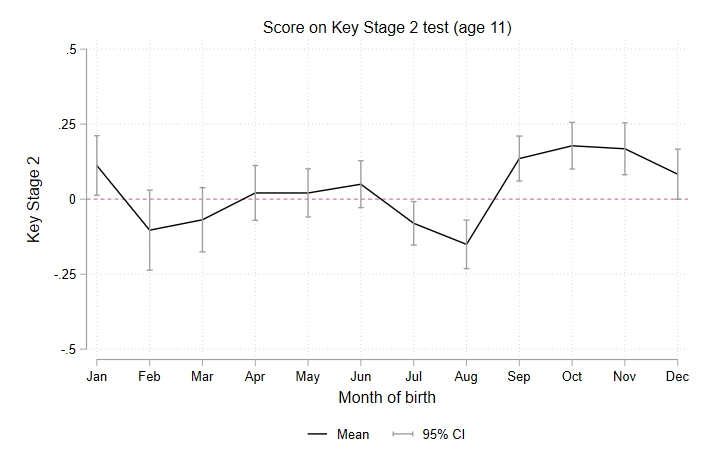 Score on Key Stage 2 test (age 11)
Key Stage 2
.5
.25
0
-.25
-.5
Jan Feb Mar Apr May Jun Jul Aug Sep Oct Nov Dec
Month of birth
Mean 95% CI